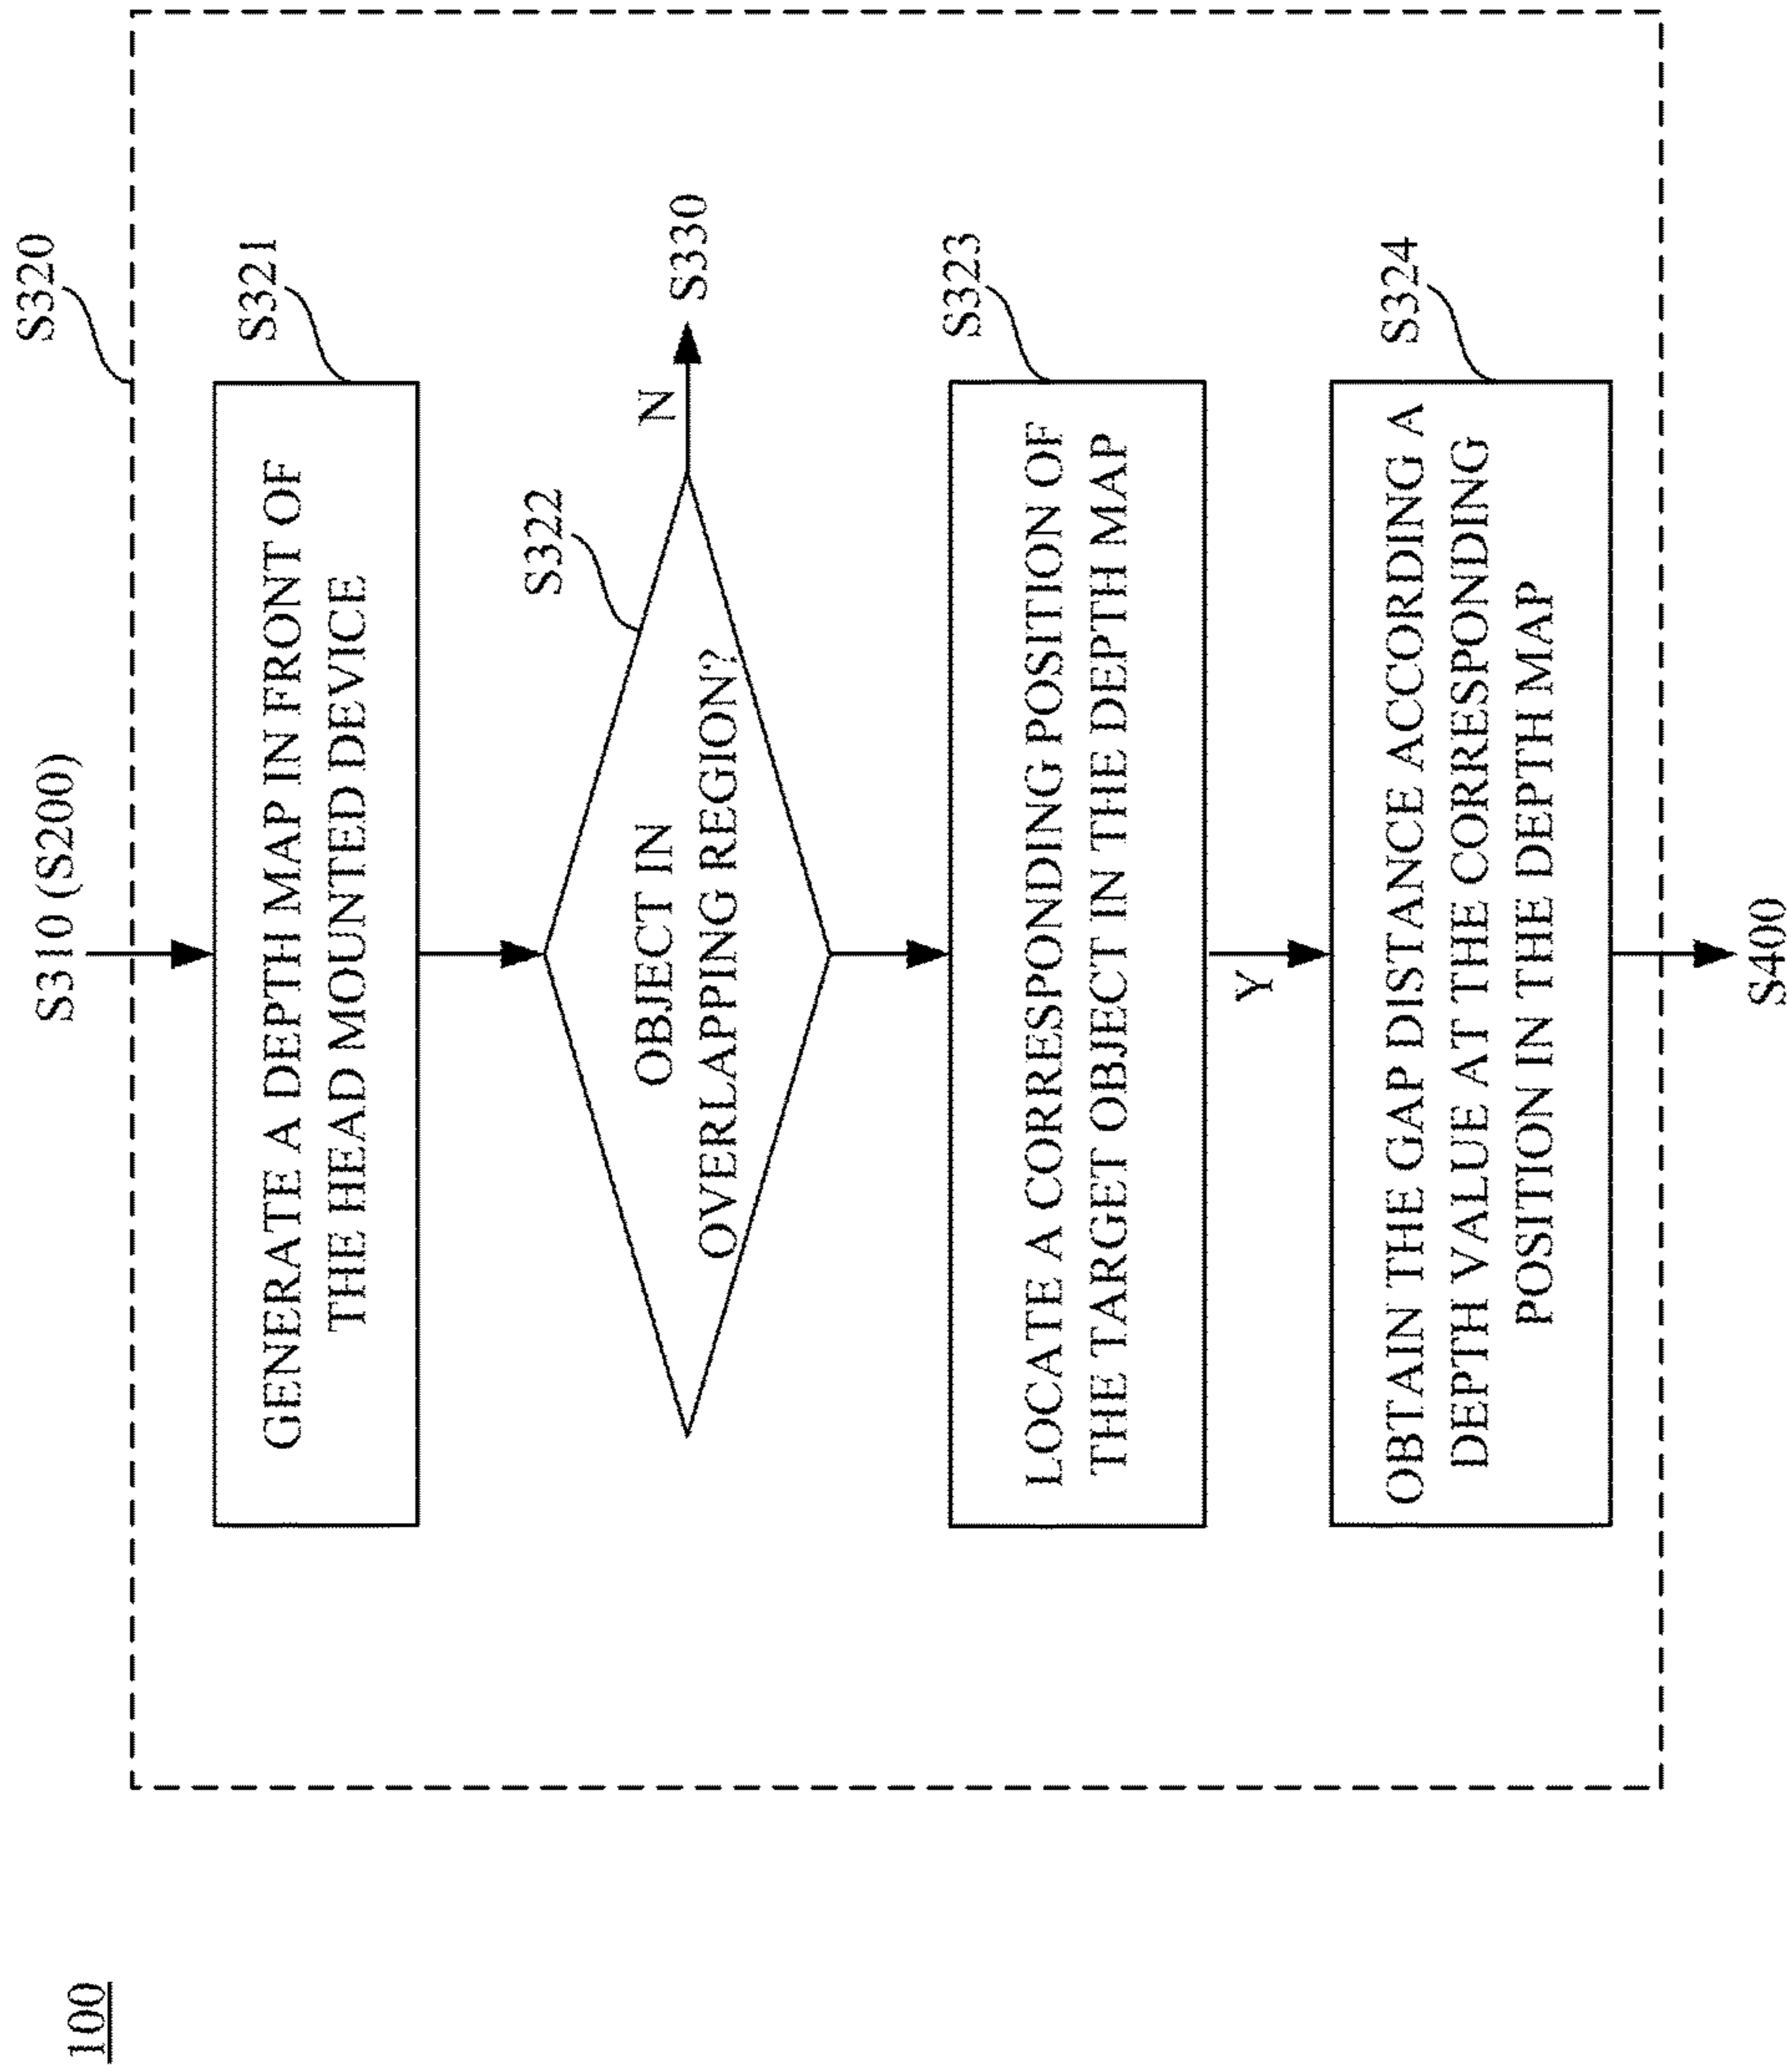 100
S310 (S200)
S320
S321
GENERATE A DEPTH MAP IN FRONT OF
THE HEAD MOUNTED DEVICE
S322
OBJECT IN
OVERLAPPING REGION?
N
S330
S323
LOCATE A CORRESPONDING POSITION OF
THE TARGET OBJECT IN THE DEPTH MAP
Y
S324
OBTAIN THE GAP DISTANCE ACCORDING A
DEPTH VALUE AT THE CORRESPONDING
POSITION IN THE DEPTH MAP
S400